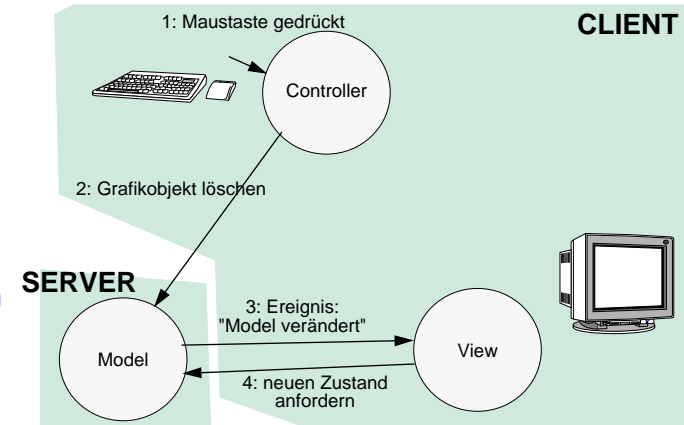 1: Maustaste gedrückt
CLIENT
Controller
2: Grafikobjekt löschen
SERVER
3: Ereignis:
"Model verändert"
Model
View
4: neuen Zustand
anfordern